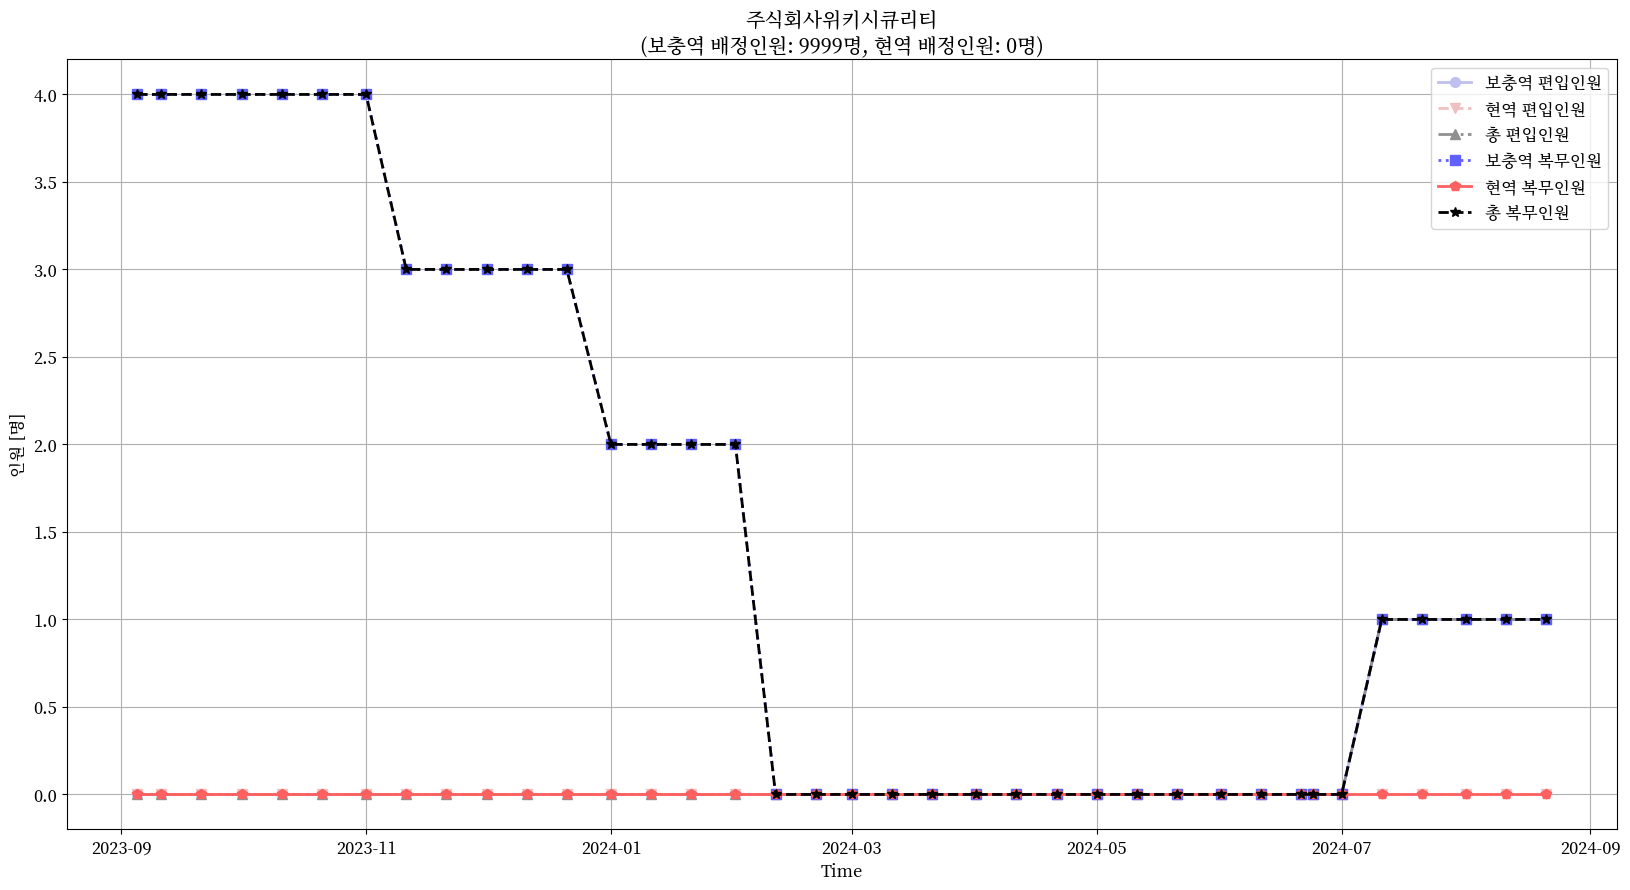 주식회사위키시큐리티
(보충역 배정인원: 9999명, 현역 배정인원: 0명)
보충역 편입인원
현역 편입인원
총 편입인원
보충역 복무인원
현역 복무인원
총 복무인원
인원 [명]
4.0
3.5
3.0
2.5
2.0
1.5
1.0
0.5
0.0
2023-09
2023-11
2024-01
2024-03
2024-05
2024-07
2024-09
Time